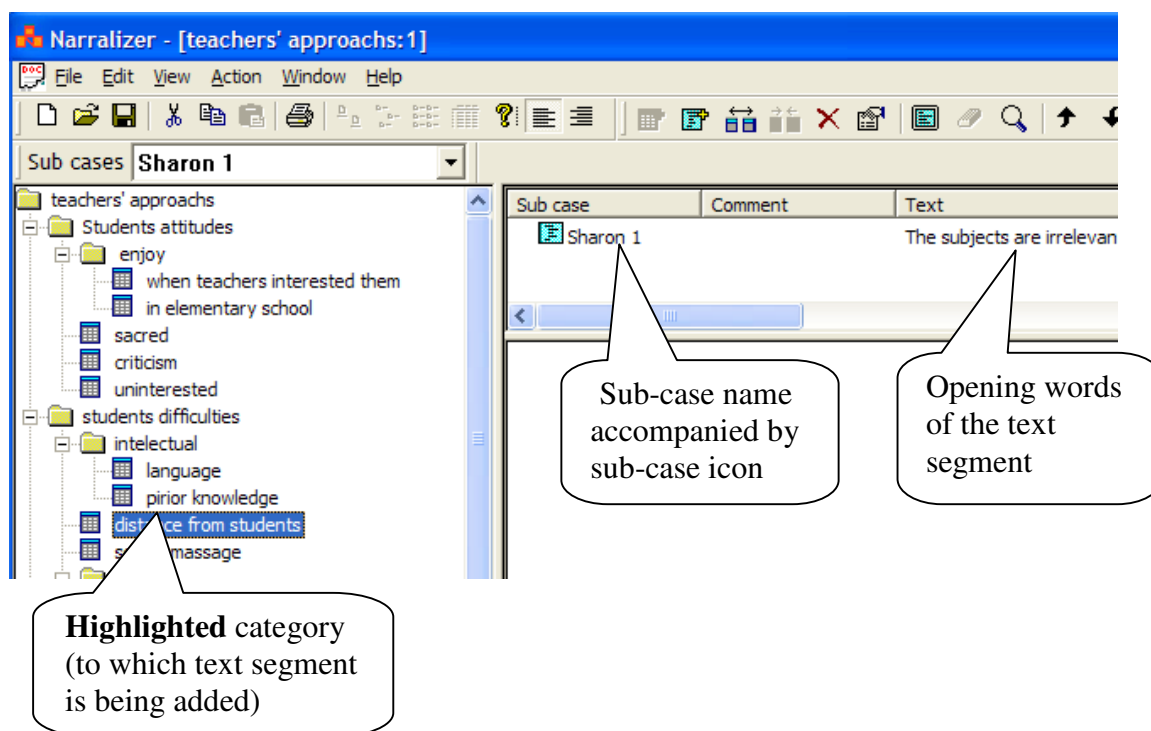 Narralizer - [teachers' approachs:1]
File Edit View Action Window Help
Sub cases Sharon 1
teachers' approachs
Students attitudes
enjoy
when teachers interested them
in elementary school
sacred
criticism
uninterested
students difficulties
intelectual
language
pirior knowledge
distance from students
massage
Sub case Comment Text
Sharon 1 The subjects are irrelevan
Sub-case name
accompanied by
sub-case icon
Opening words
of the text
segment
Highlighted category
(to which text segment
is being added)